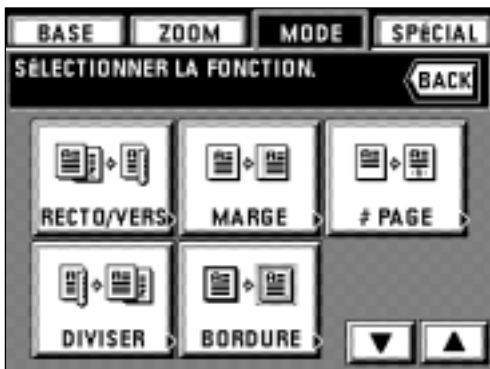 BASE ZOOM MODE SPÉCIAL
SÉLECTIONNER LA FONCTION.
BACK
RECTO/VERS MARGE # PAGE
DIVISER BORDURE